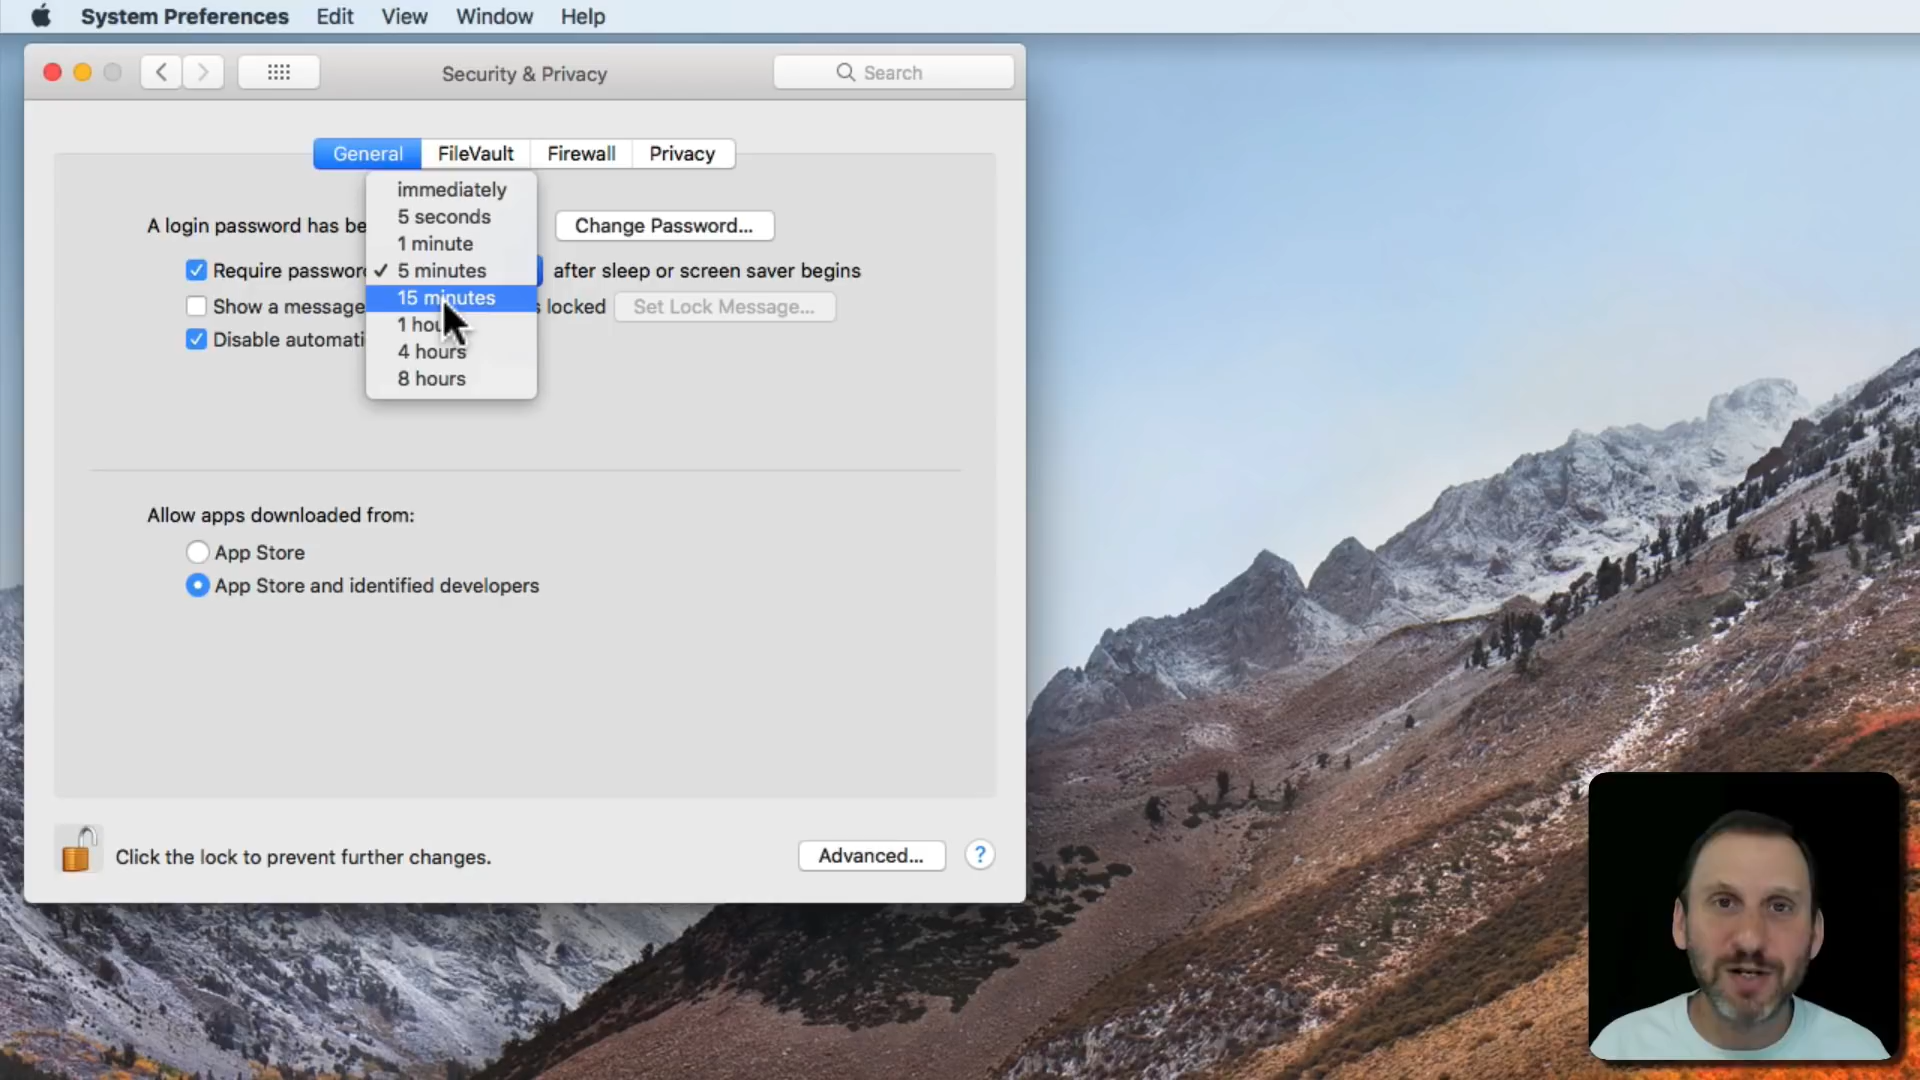 System Preferences Edit View Window Help
Security & Privacy
Search
General FileVault Firewall Privacy
immediately
5 seconds
1 minute
✓ 5 minutes
15 minutes
1 hou
4 hours
8 hours
A login password has be
Change Password...
Require password
after sleep or screen saver begins
Show a message
s locked
Set Lock Message...
Disable automati
Allow apps downloaded from:
App Store
App Store and identified developers
Click the lock to prevent further changes.
Advanced...
?